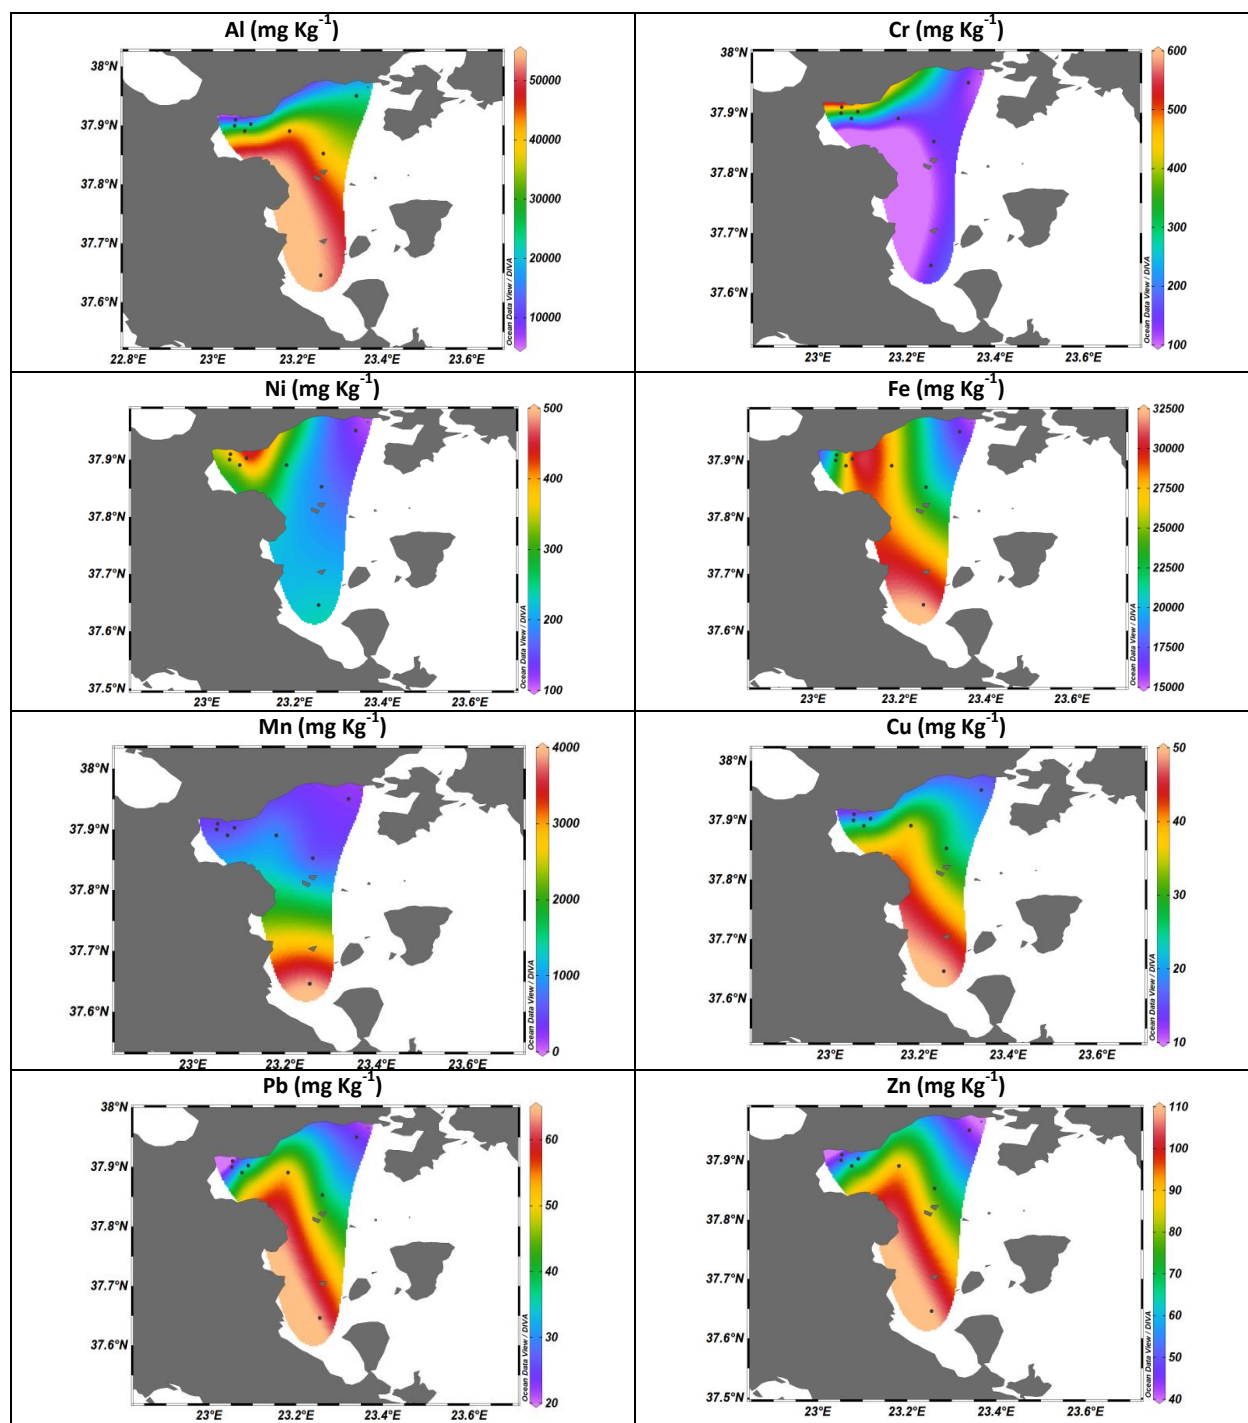 Al (mg Kg-1)
38°N
37.9°N
37.8°N
37.7°N
37.6°N
22.8°E 23°E 23.2°E 23.4°E 23.6°E
50000
40000
30000
20000
10000
Ocean Data View / DIVA
Cr (mg Kg-1)
38°N
37.9°N
37.8°N
37.7°N
37.6°N
23°E 23.2°E 23.4°E 23.6°E
600
500
400
300
200
100
Ocean Data View / DIVA
Ni (mg Kg-1)
37.9°N
37.8°N
37.7°N
37.6°N
37.5°N
23°E 23.2°E 23.4°E 23.6°E
500
400
300
200
100
Ocean Data View / DIVA
Fe (mg Kg-1)
37.9°N
37.8°N
37.7°N
37.6°N
23°E 23.2°E 23.4°E 23.6°E
32500
30000
27500
25000
22500
20000
17500
15000
Ocean Data View / DIVA
Mn (mg Kg-1)
38°N
37.9°N
37.8°N
37.7°N
37.6°N
23°E 23.2°E 23.4°E 23.6°E
4000
3000
2000
1000
0
Ocean Data View / DIVA
Cu (mg Kg-1)
38°N
37.9°N
37.8°N
37.7°N
37.6°N
23°E 23.2°E 23.4°E 23.6°E
50
40
30
20
10
Ocean Data View / DIVA
Pb (mg Kg-1)
38°N
37.9°N
37.8°N
37.7°N
37.6°N
23°E 23.2°E 23.4°E 23.6°E
60
50
40
30
20
Ocean Data View / DIVA
Zn (mg Kg-1)
37.9°N
37.8°N
37.7°N
37.6°N
37.5°N
23°E 23.2°E 23.4°E 23.6°E
110
100
90
80
70
60
50
40
Ocean Data View / DIVA